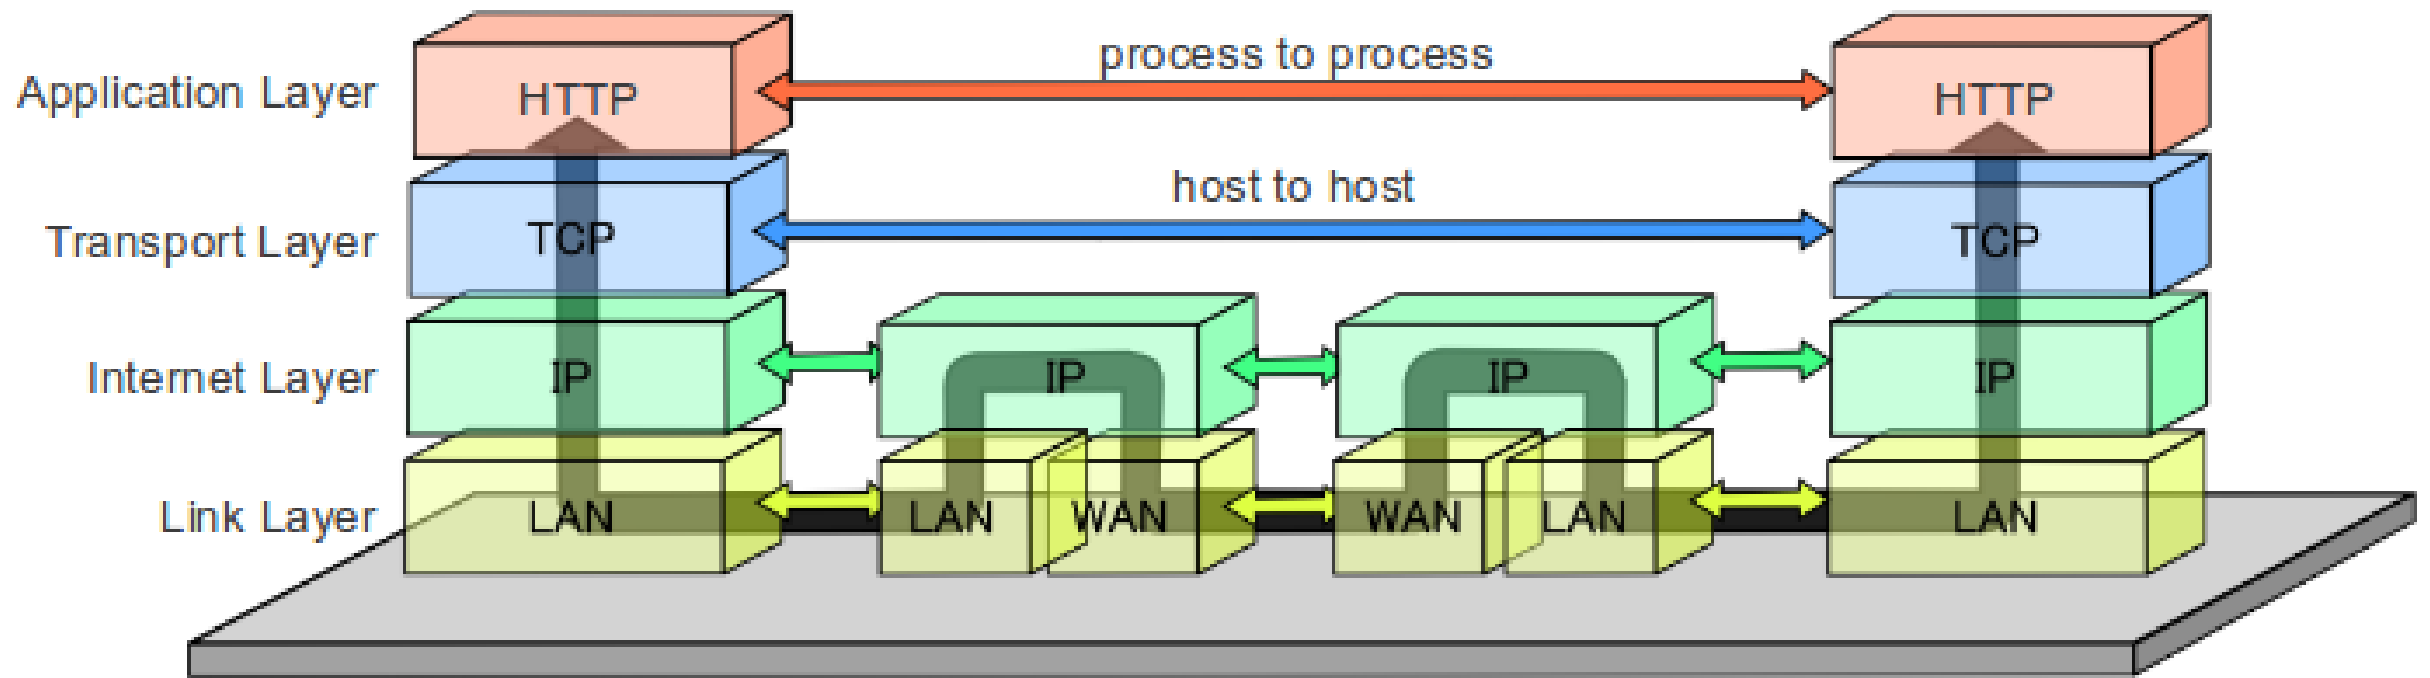 process to process
Application Layer HTTP HTTP
host to host
Transport Layer TCP TCP
Internet Layer IP IP IP IP
Link Layer LAN LAN WAN WAN LAN LAN